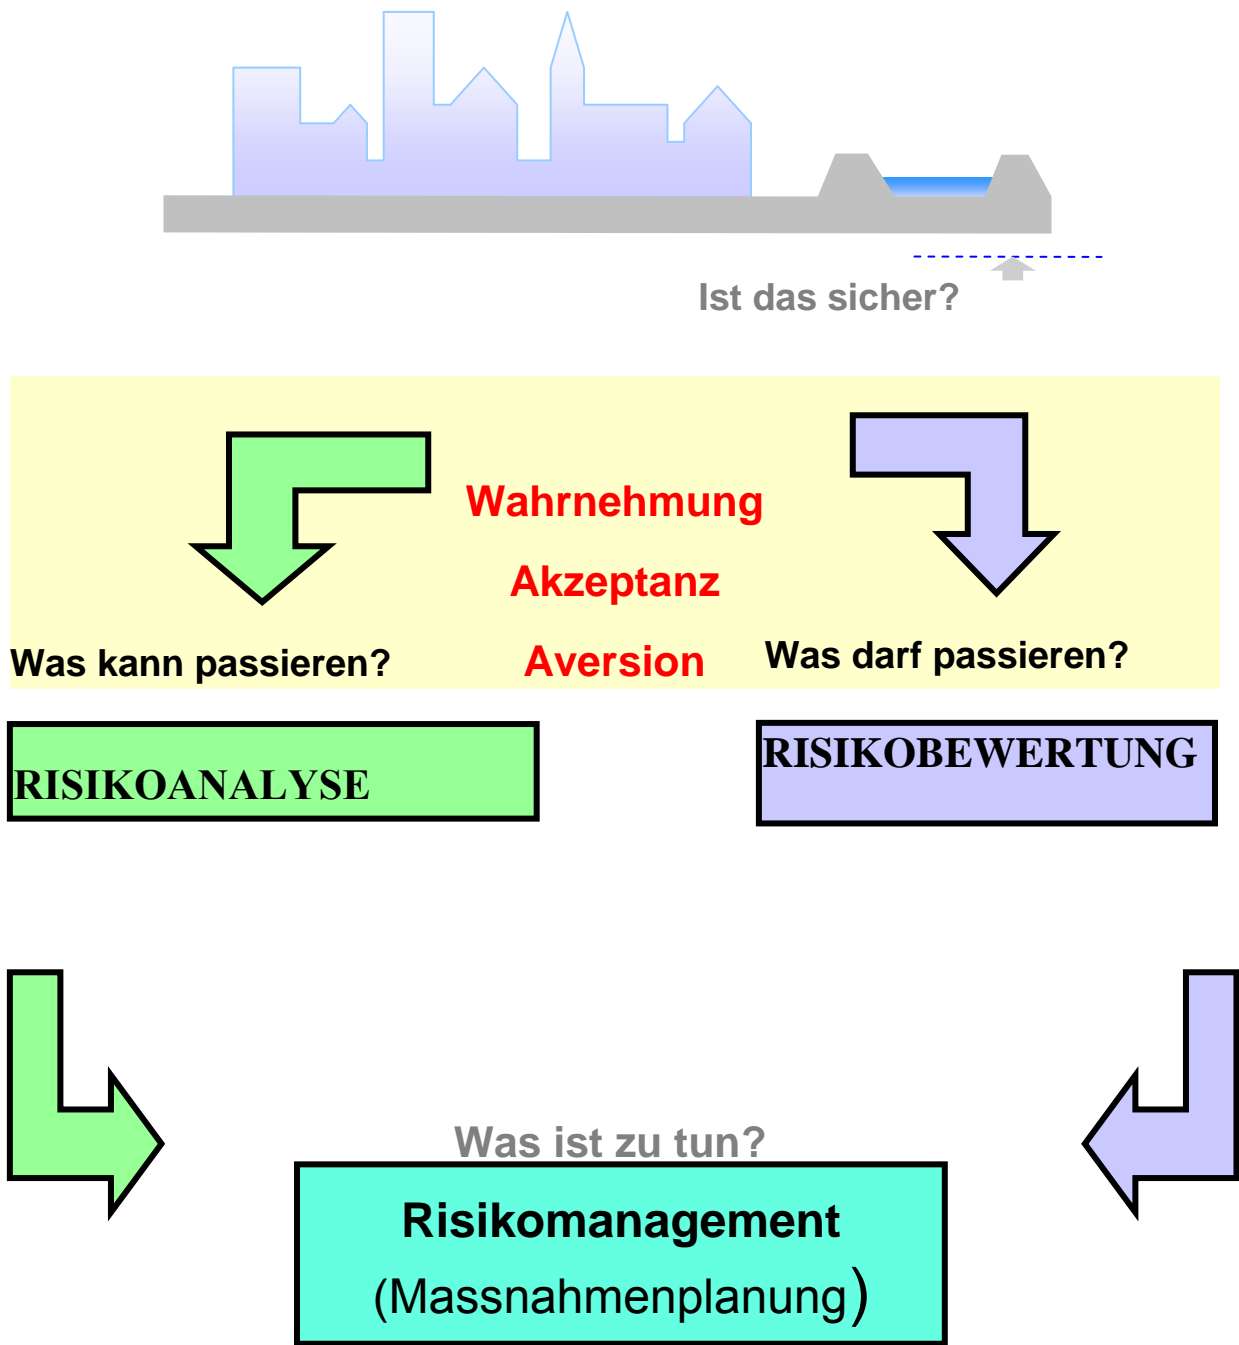 Ist das sicher?
Wahrnehmung
Akzeptanz
Aversion
Was kann passieren?
Was darf passieren?
RISIKOANALYSE
RISIKOBEWERTUNG
Was ist zu tun?
Risikomanagement
(Massnahmenplanung)